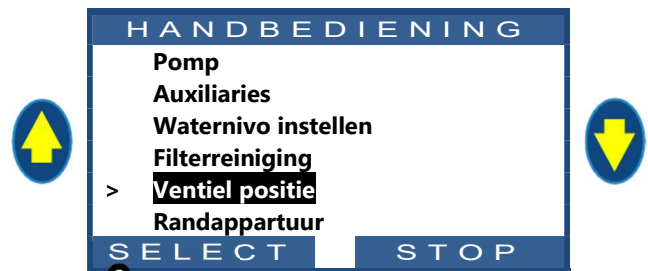 HANDBEDIENING
Pomp
Auxiliaries
Waternivo instellen
Filterreiniging
> Ventiel positie
Randappartuur
SELECT STOP